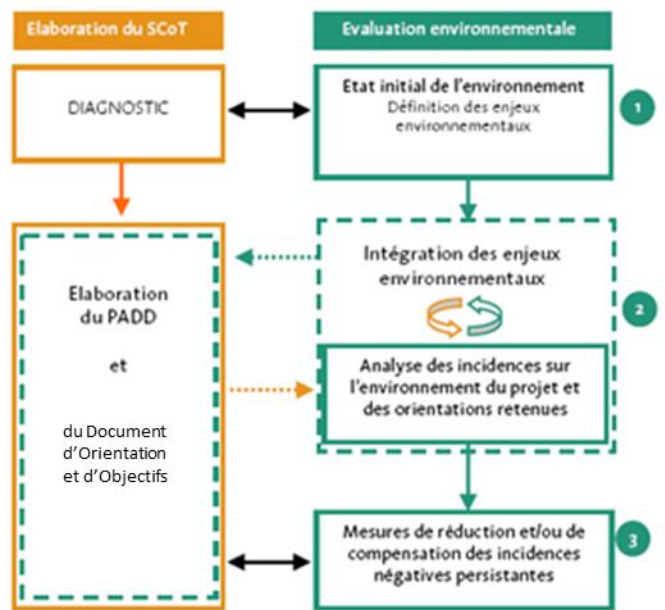 Elaboration du SCoT
Evaluation environnementale
DIAGNOSTIC
Etat initial de l'environnement
Définition des enjeux
environnementaux
1
Elaboration
du PADD
et
du Document
d'Orientation
et d'Objectifs
Intégration des enjeux
environnementaux
2
Analyse des incidences sur
l'environnement du projet et
des orientations retenues
Mesures de réduction et/ou de
compensation des incidences
négatives persistantes
3